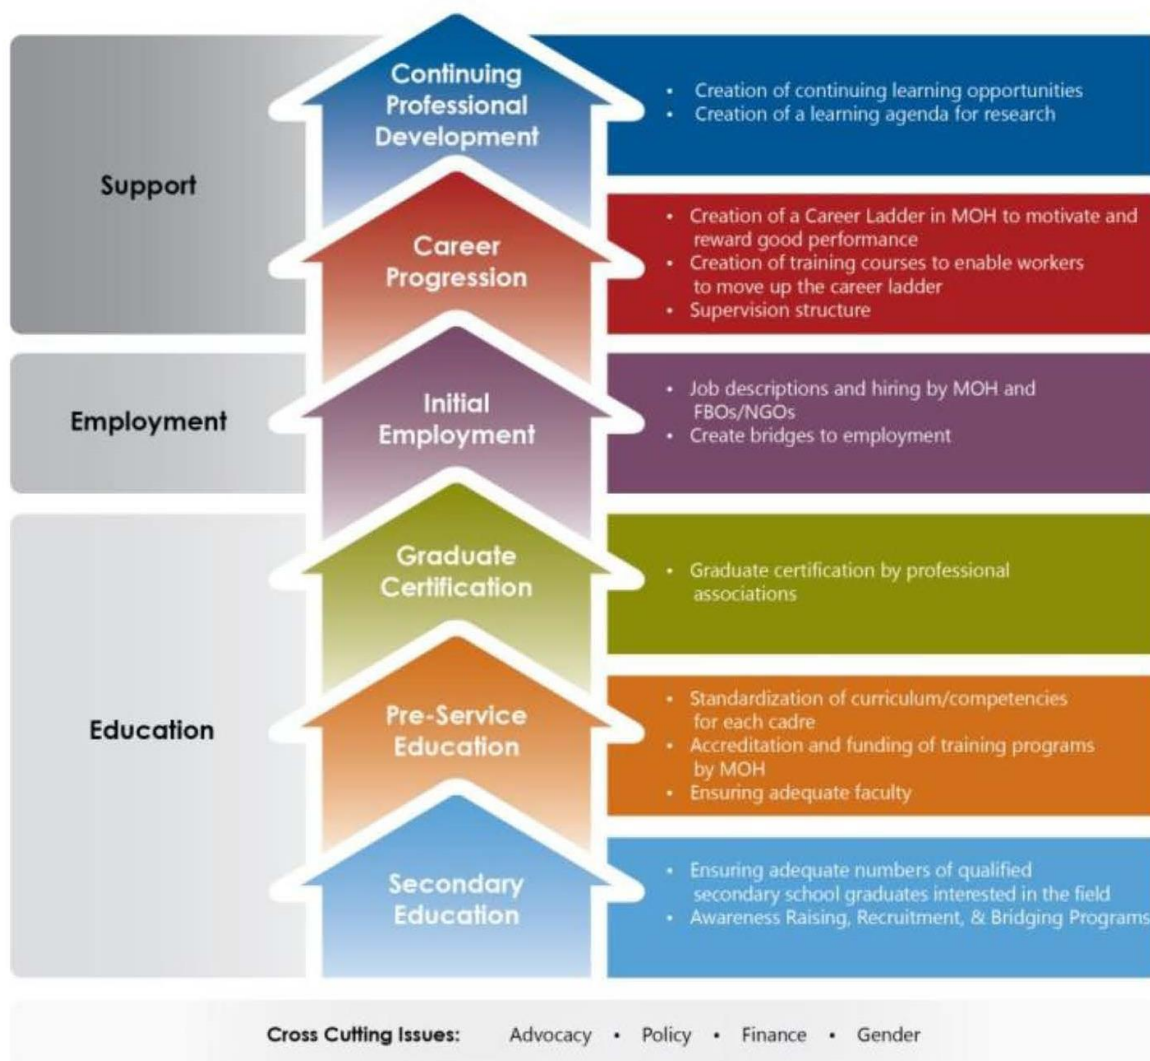 Support
Continuing
Professional
Development
• Creation of continuing learning opportunities
• Creation of a learning agenda for research
Career
Progression
• Creation of a Career Ladder in MOH to motivate and
reward good performance
• Creation of training courses to enable workers
to move up the career ladder
• Supervision structure
Employment
Initial
Employment
• Job descriptions and hiring by MOH and
FBOs/NGOs
• Create bridges to employment
Education
Graduate
Certification
• Graduate certification by professional
associations
Pre-Service
Education
• Standardization of curriculum/competencies
for each cadre
• Accreditation and funding of training programs
by MOH
• Ensuring adequate faculty
Secondary
Education
• Ensuring adequate numbers of qualified
secondary school graduates interested in the field
• Awareness Raising, Recruitment, & Bridging Programs
Cross Cutting Issues: Advocacy • Policy • Finance • Gender